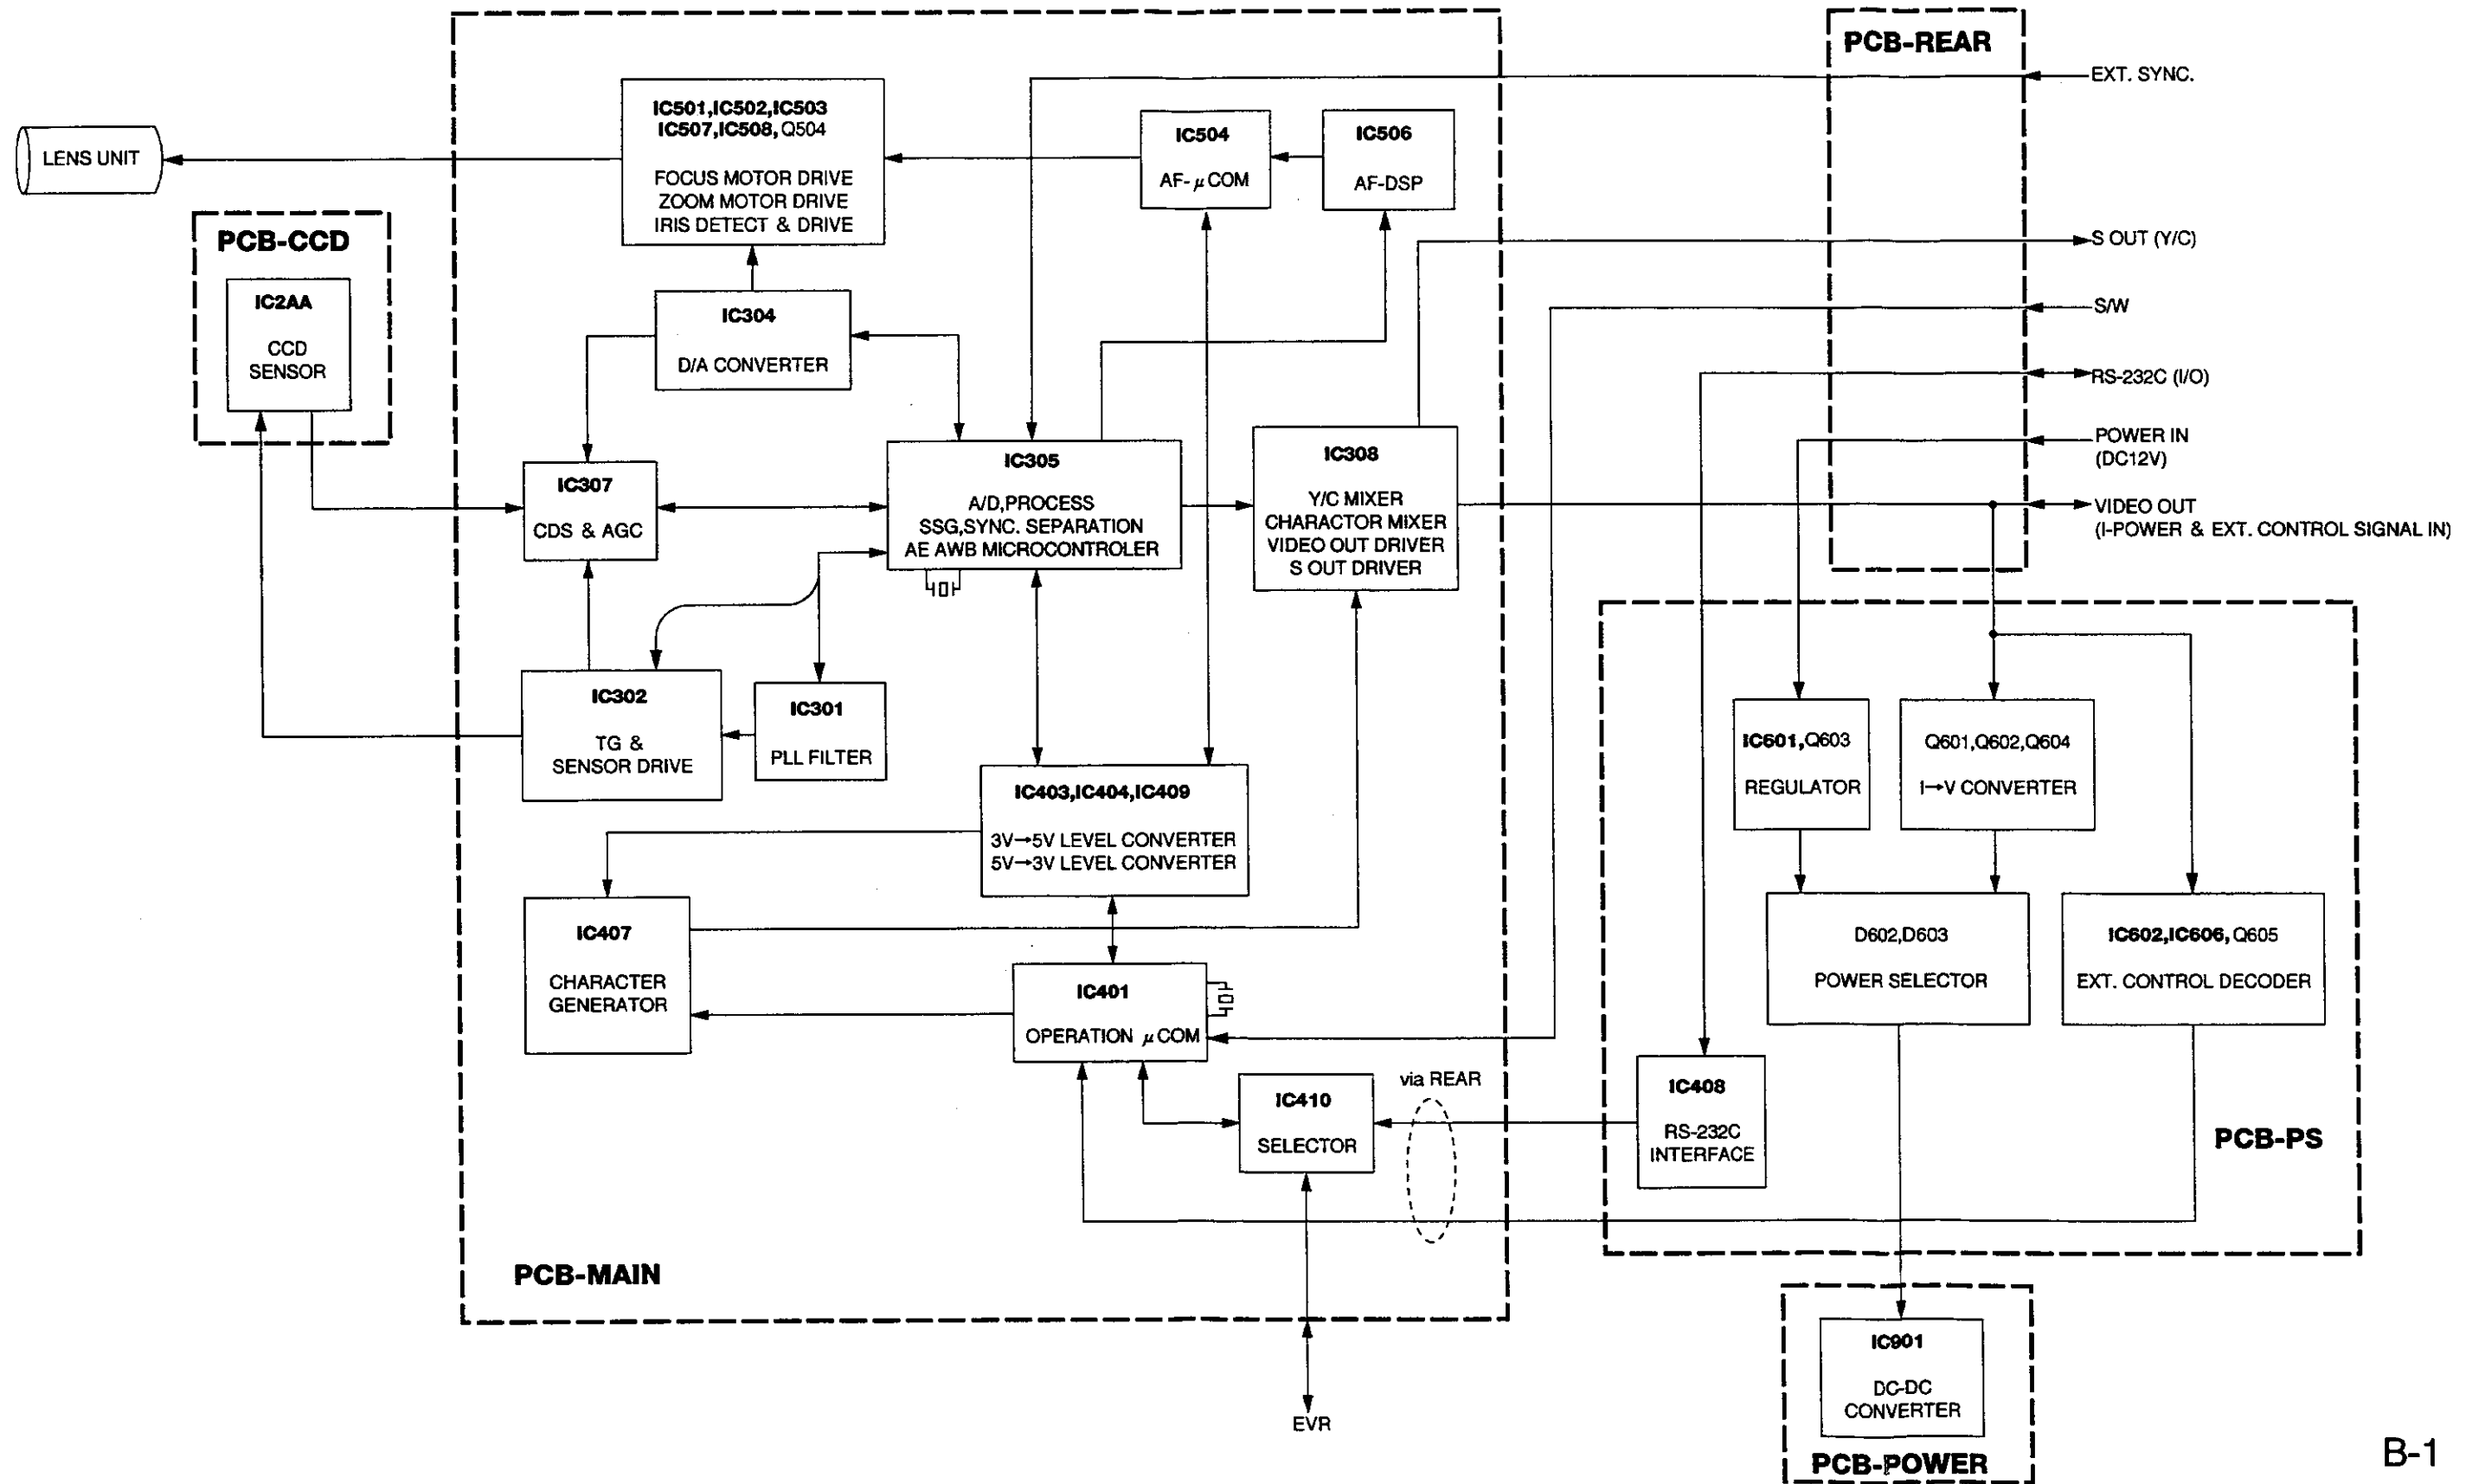 PCB-REAR
EXT. SYNC.
IC501,IC502,IC503
IC507,IC508, Q504
FOCUS MOTOR DRIVE
ZOOM MOTOR DRIVE
IRIS DETECT & DRIVE
IC504
AF-μCOM
IC506
AF-DSP
LENS UNIT
PCB-CCD
IC2AA
CCD
SENSOR
S OUT (Y/C)
S/W
RS-232C (I/O)
POWER IN
(DC12V)
VIDEO OUT
(I-POWER & EXT. CONTROL SIGNAL IN)
IC304
D/A CONVERTER
IC307
CDS & AGC
IC305
A/D,PROCESS
SSG,SYNC. SEPARATION
AE AWB MICROCONTROLER
IC308
Y/C MIXER
CHARACTOR MIXER
VIDEO OUT DRIVER
S OUT DRIVER
IC302
TG &
SENSOR DRIVE
IC301
PLL FILTER
IC601,Q603
REGULATOR
Q601,Q602,Q604
I→V CONVERTER
IC403,IC404,IC409
3V→5V LEVEL CONVERTER
5V→3V LEVEL CONVERTER
IC407
CHARACTER
GENERATOR
IC401
OPERATION μCOM
D602,D603
POWER SELECTOR
IC602,IC606, Q605
EXT. CONTROL DECODER
IC410
SELECTOR
via REAR
IC408
RS-232C
INTERFACE
PCB-PS
PCB-MAIN
EVR
IC901
DC-DC
CONVERTER
PCB-POWER
B-1